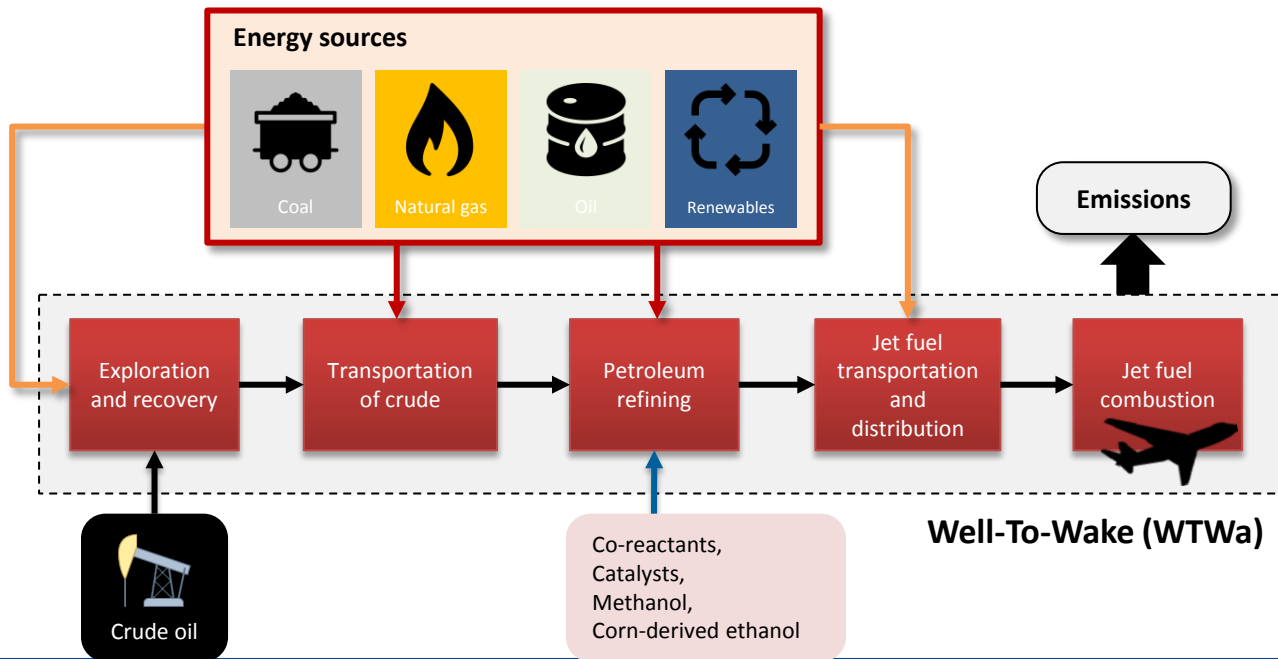 Energy sources
Coal
Natural gas
Oil
Renewables
Emissions
Exploration
and recovery
Transportation
of crude
Petroleum
refining
Jet fuel
transportation
and
distribution
Jet fuel
combustion
Well-To-Wake (WTWa)
Crude oil
Co-reactants,
Catalysts,
Methanol,
Corn-derived ethanol